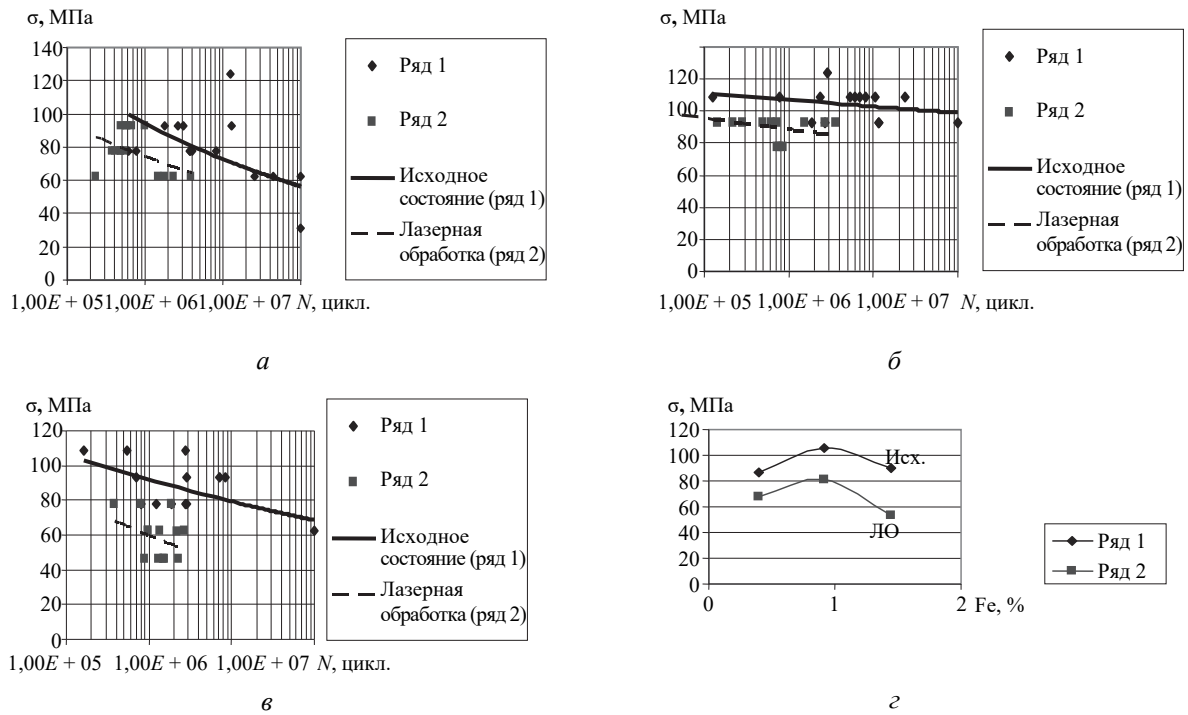 σ, МПа
140
120
100
80
60
40
20
0
1,00E + 051,00E + 061,00E + 07 N, цикл.
Ряд 1
Ряд 2
Исходное
состояние (ряд 1)
Лазерная
обработка (ряд 2)
а
σ, МПа
120
100
80
60
40
20
0
1,00E + 05 1,00E + 06 1,00E + 07 N, цикл.
Ряд 1
Ряд 2
Исходное
состояние (ряд 1)
Лазерная
обработка (ряд 2)
б
σ, МПа
120
100
80
60
40
20
0
1,00E + 05 1,00E + 06 1,00E + 07 N, цикл.
Ряд 1
Ряд 2
Исходное
состояние (ряд 1)
Лазерная
обработка (ряд 2)
в
σ, МПа
120
100
80
60
40
20
0
0 1 2 Fe, %
Исх.
ЛО
Ряд 1
Ряд 2
г